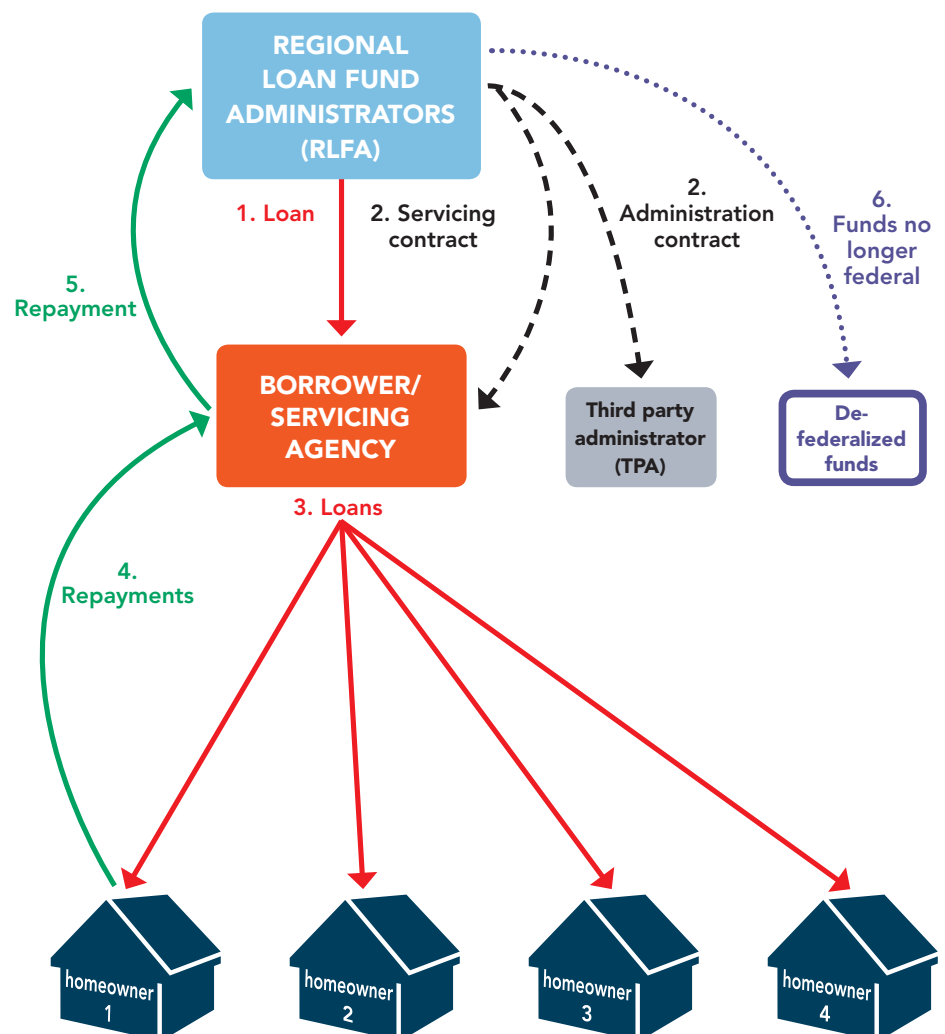 REGIONAL
LOAN FUND
ADMINISTRATORS
(RLFA)
1. Loan
2. Servicing
contract
2.
Administration
contract
6.
Funds no
longer
federal
5.
Repayment
BORROWER/
SERVICING
AGENCY
Third party
administrator
(TPA)
De-
federalized
funds
3. Loans
4.
Repayments
homeowner
1
homeowner
2
homeowner
3
homeowner
4